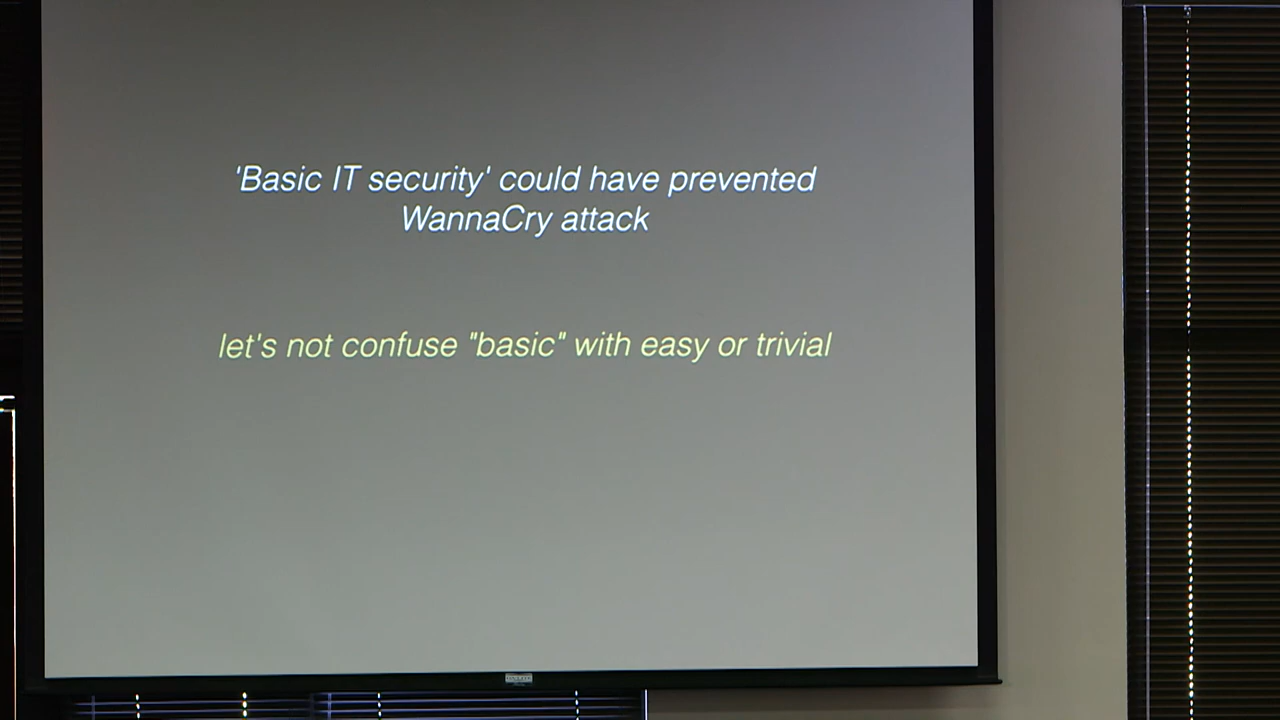 'Basic IT security' could have prevented
WannaCry attack
let's not confuse "basic" with easy or trivial